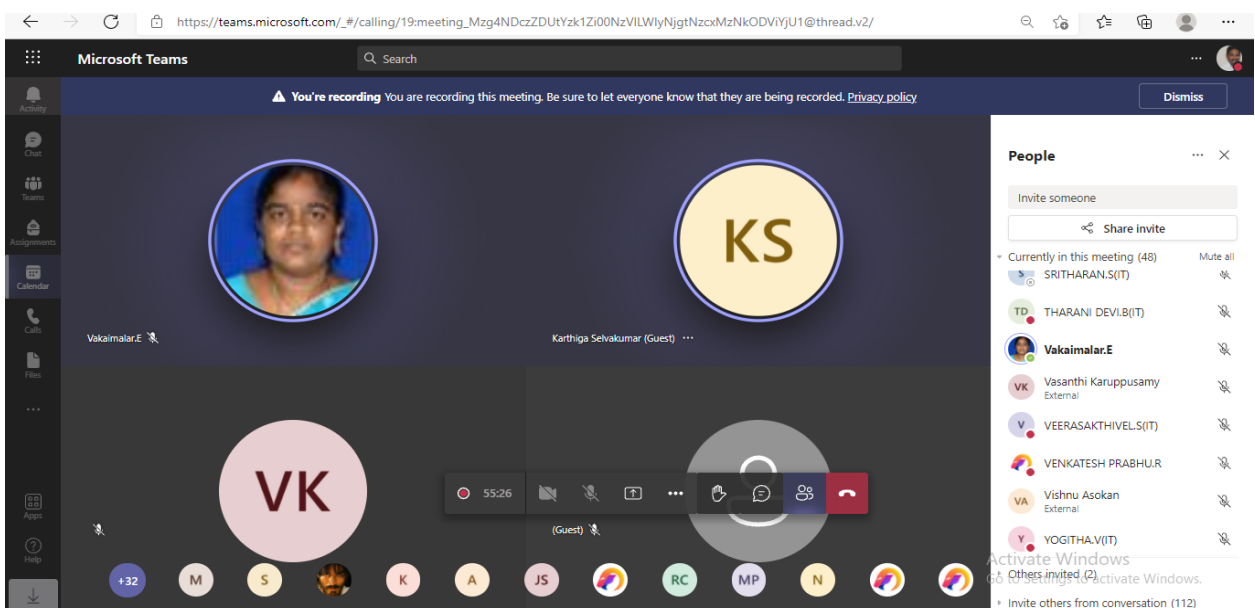 https://teams.microsoft.com/_#/calling/19:meeting_Mzg4NDczZDUtYzk1Zi00NzVlLWIyNjgtNzcxMzNkODViYjU1@thread.v2/
Microsoft Teams
Search
You're recording You are recording this meeting. Be sure to let everyone know that they are being recorded. Privacy policy
Dismiss
Activity
Chat
Teams
Assignments
Calendar
Calls
Files
Apps
Help
Vakaimalar.E
KS
Karthiga Selvakumar (Guest)
VK
(Guest)
55:26
+32
M
S
K
A
JS
RC
MP
N
People
Invite someone
Share invite
Currently in this meeting (48)
Mute all
S SRITHARAN.S(IT)
TD THARANI DEVI.B(IT)
Vakaimalar.E
VK Vasanthi Karuppusamy
External
V VEERASAKTHIVEL.S(IT)
VENKATESH PRABHU.R
VA Vishnu Asokan
External
Y YOGITHA.V(IT)
Activate Windows
Go to Settings to activate Windows.
Others invited (2)
Invite others from conversation (112)